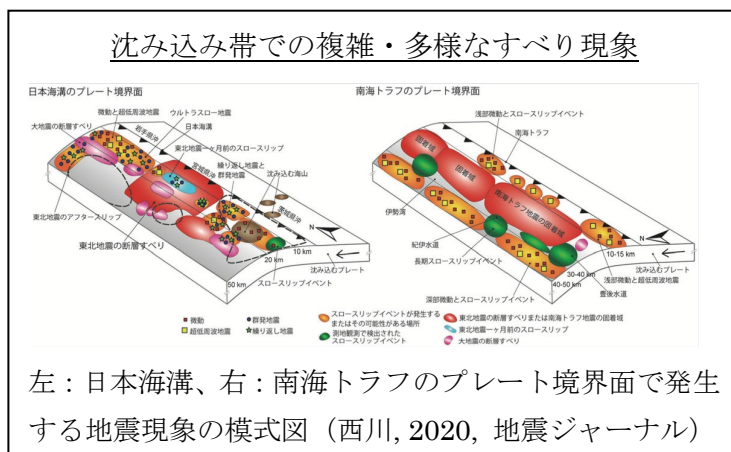 沈み込み帯での複雑・多様なすべり現象
日本海溝のプレート境界面
微動と超低周波地震
ウルトラスロー地震
大地震の断層すべり
岩手県沖
日本海溝
東北地震一ヶ月前のスロースリップ
宮城県沖
繰り返し地震と
群発地震
沈み込む海山
茨城県沖
東北地震のアフタースリップ
東北地震の断層すべり
N
10 km
20 km
50 km
スロースリップイベント
沈み込むプレート
南海トラフのプレート境界面
浅部微動とスロースリップイベント
南海トラフ
固着域
固着域
南海トラフ地震の固着域
伊勢湾
紀伊水道
長期スロースリップイベント
深部微動とスロースリップイベント
N
10-15 km
30-40 km
40-50 km
沈み込むプレート
浅部微動と超低周波地震
豊後水道
微動
超低周波地震
群発地震
繰り返し地震
スロースリップイベントが発生する
またはその可能性がある場所
測地観測で検出された
スロースリップイベント
東北地震の断層すべりまたは南海トラフ地震の固着域
東北地震一ヶ月前のスロースリップ
大地震の断層すべり
左：日本海溝、右：南海トラフのプレート境界面で発生
する地震現象の模式図（西川, 2020, 地震ジャーナル）